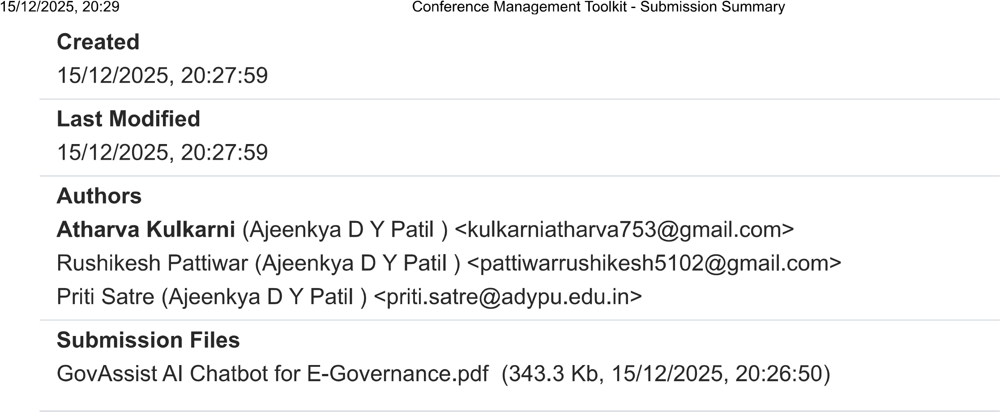 15/12/2025, 20:29 Conference Management Toolkit - Submission Summary
Created
15/12/2025, 20:27:59
Last Modified
15/12/2025, 20:27:59
Authors
Atharva Kulkarni (Ajeenkya D Y Patil ) <kulkarniatharva753@gmail.com>
Rushikesh Pattiwar (Ajeenkya D Y Patil ) <pattiwarrushikesh5102@gmail.com>
Priti Satre (Ajeenkya D Y Patil ) <priti.satre@adypu.edu.in>
Submission Files
GovAssist AI Chatbot for E-Governance.pdf (343.3 Kb, 15/12/2025, 20:26:50)